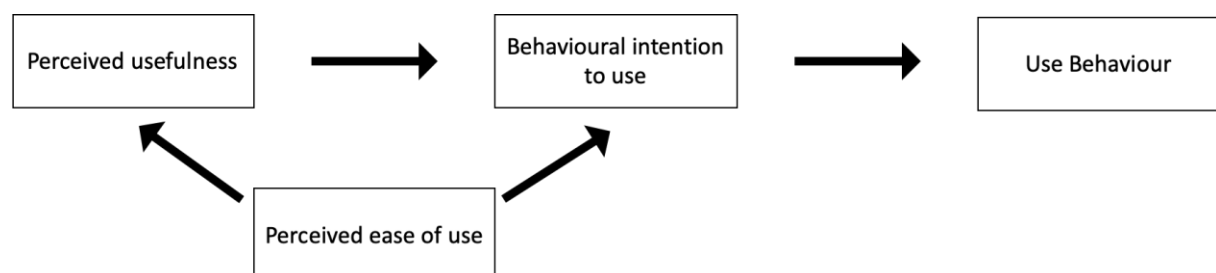 Perceived usefulness
Behavioural intention
to use
Use Behaviour
Perceived ease of use